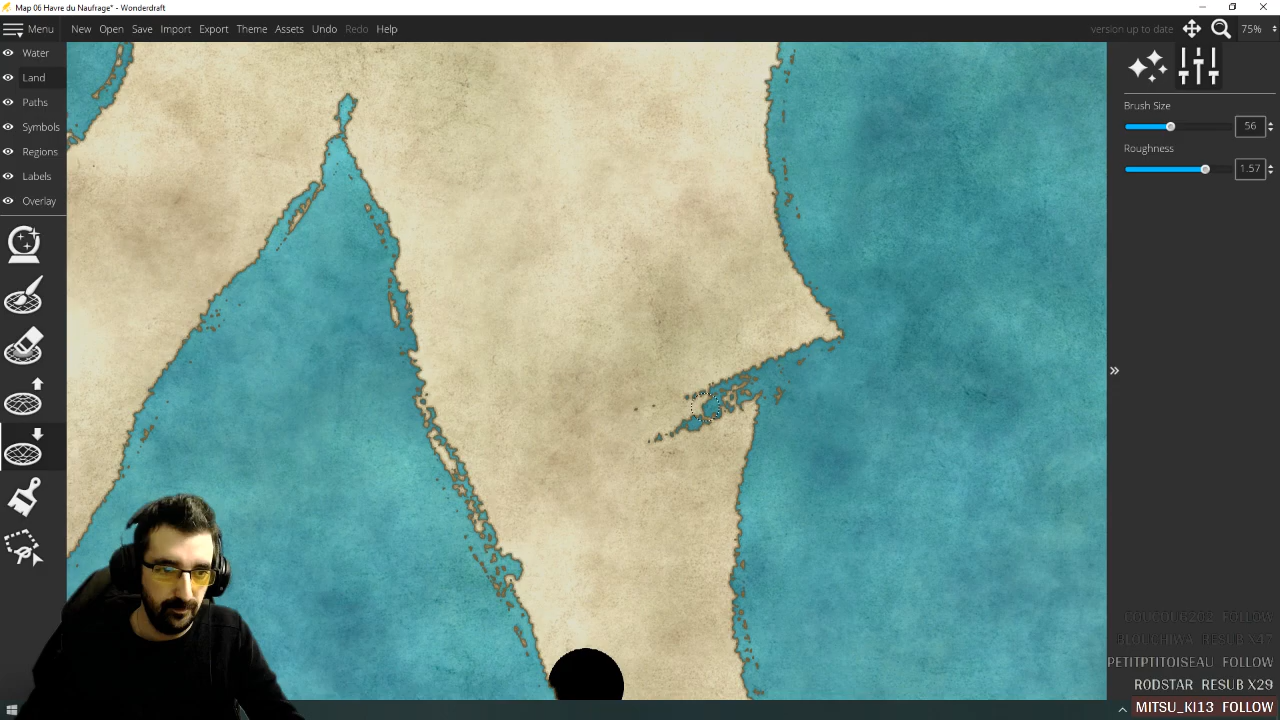 Map 06 Havre du Naufrage* - Wonderdraft
Menu New Open Save Import Export Theme Assets Undo Redo Help version up to date 75%
Water
Land
Paths
Symbols
Regions
Labels
Overlay
Brush Size
56
Roughness
1.57
RESUB X47
PETITPTITOISEAU FOLLOW
RODSTAR RESUB X29
MITSU_KI13 FOLLOW